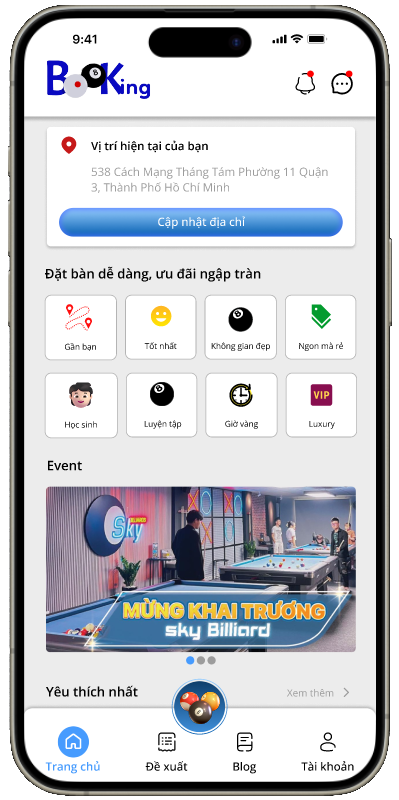 9:41
BooKing
Vị trí hiện tại của bạn
538 Cách Mạng Tháng Tám Phường 11 Quận
3, Thành Phố Hồ Chí Minh
Cập nhật địa chỉ
Đặt bàn dễ dàng, ưu đãi ngập tràn
Gần bạn
Tốt nhất
Không gian đẹp
Ngon mà rẻ
VIP
Học sinh
Luyện tập
Giờ vàng
Luxury
Event
Sky
BILLIARDS
MỪNG KHAI TRƯƠNG
sky Billiard
Yêu thích nhất
Xem thêm
Trang chủ
Đề xuất
Blog
Tài khoản